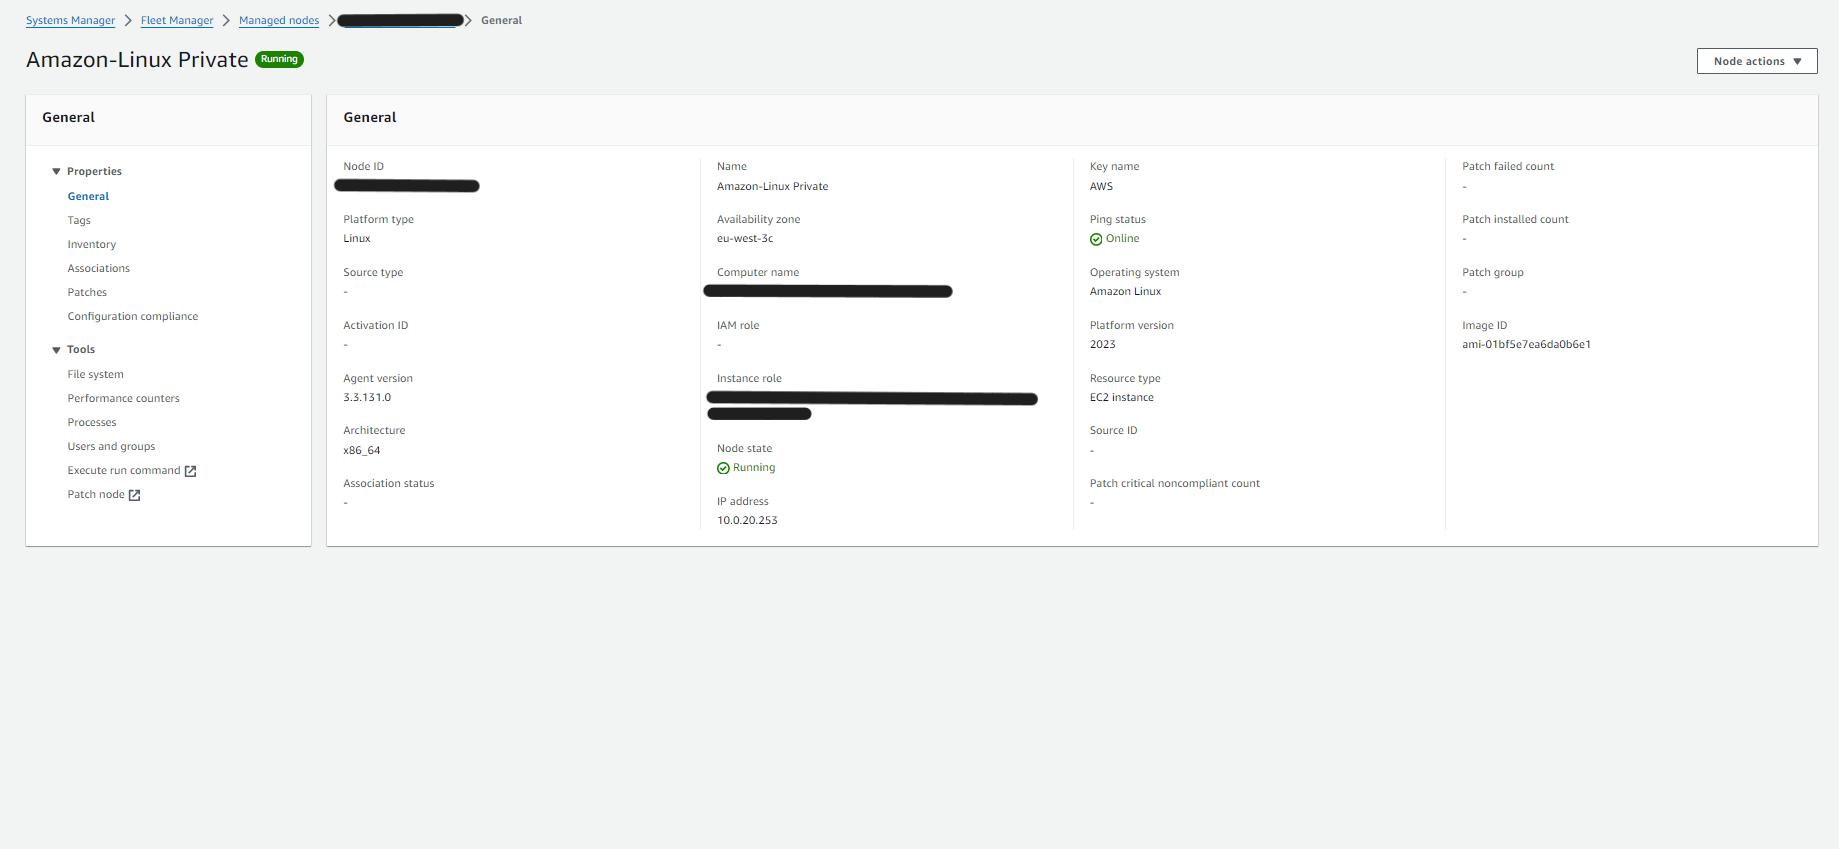 Systems Manager > Fleet Manager > Managed nodes > > General
Amazon-Linux Private Running
Node actions
General
Properties
General
Tags
Inventory
Associations
Patches
Configuration compliance
Tools
File system
Performance counters
Processes
Users and groups
Execute run command
Patch node
General
Node ID
Platform type
Linux
Source type
-
Activation ID
-
Agent version
3.3.131.0
Architecture
x86_64
Association status
-
Name
Amazon-Linux Private
Availability zone
eu-west-3c
Computer name
IAM role
-
Instance role
Node state
Running
IP address
10.0.20.253
Key name
AWS
Ping status
Online
Operating system
Amazon Linux
Platform version
2023
Resource type
EC2 instance
Source ID
-
Patch critical noncompliant count
-
Patch failed count
-
Patch installed count
-
Patch group
-
Image ID
ami-01bf5e7ea6da0b6e1